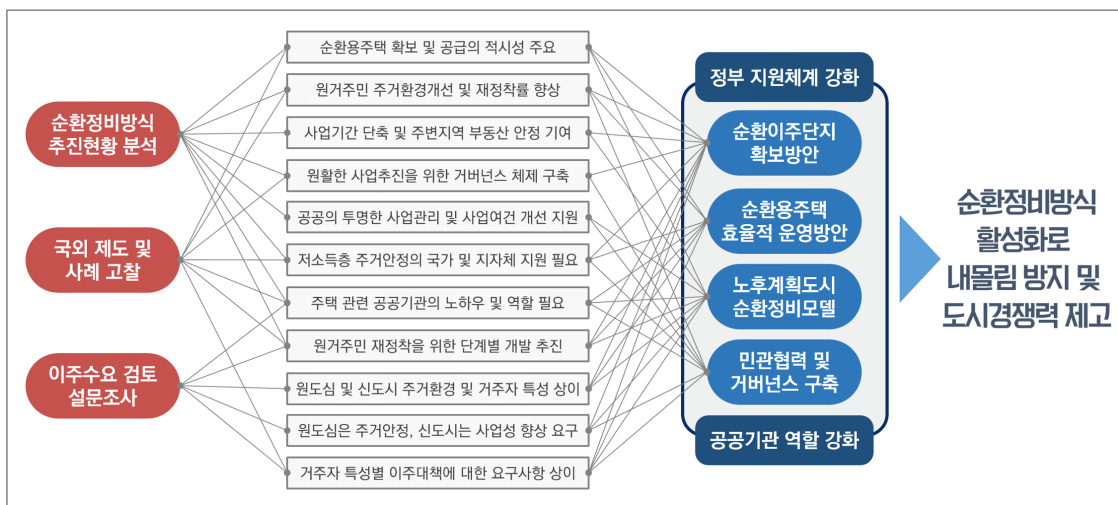 순환정비방식
추진현황 분석
국외 제도 및
사례 고찰
이주수요 검토
설문조사
순환용주택 확보 및 공급의 적시성 주요
원거주민 주거환경개선 및 재정착률 향상
사업기간 단축 및 주변지역 부동산 안정 기여
원활한 사업추진을 위한 거버넌스 체제 구축
공공의 투명한 사업관리 및 사업여건 개선 지원
저소득층 주거안정의 국가 및 지자체 지원 필요
주택 관련 공공기관의 노하우 및 역할 필요
원거주민 재정착을 위한 단계별 개발 추진
원도심 및 신도시 주거환경 및 거주자 특성 상이
원도심은 주거안정, 신도시는 사업성 향상 요구
거주자 특성별 이주대책에 대한 요구사항 상이
정부 지원체계 강화
순환이주단지
확보방안
순환용주택
효율적 운영방안
노후계획도시
순환정비모델
민관협력 및
거버넌스 구축
공공기관 역할 강화
순환정비방식
활성화로
내몰림 방지 및
도시경쟁력 제고